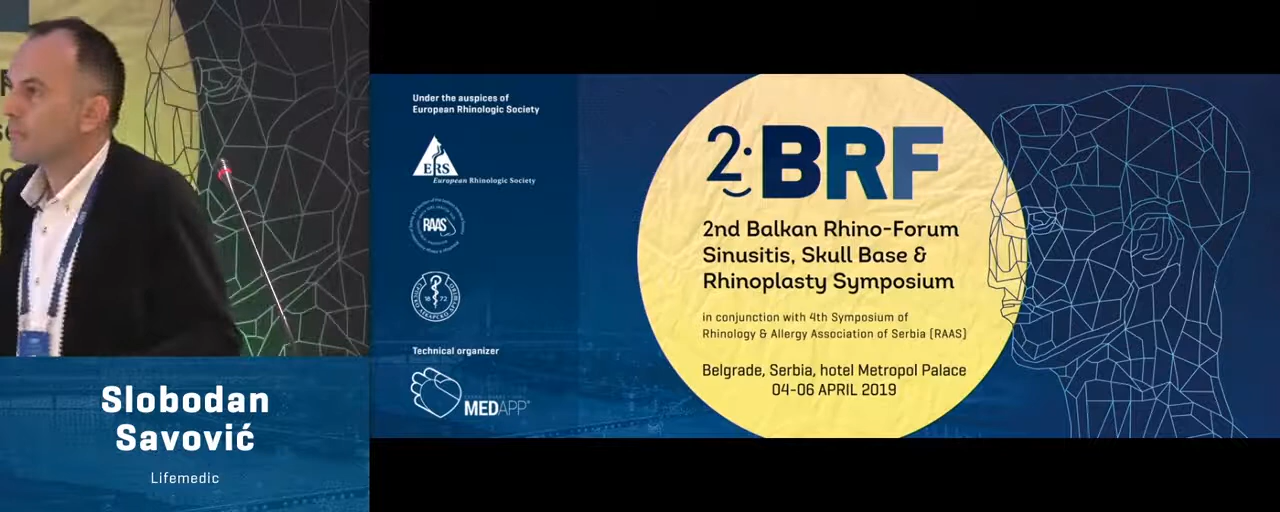 Slobodan
Savović
Lifemedic
Under the auspices of
European Rhinologic Society
ERS
European Rhinologic Society
RAAS
18 72
Technical organizer
MEDAPP
2. BRF
2nd Balkan Rhino-Forum
Sinusitis, Skull Base &
Rhinoplasty Symposium
in conjunction with 4th Symposium of
Rhinology & Allergy Association of Serbia (RAAS)
Belgrade, Serbia, hotel Metropol Palace
04-06 APRIL 2019